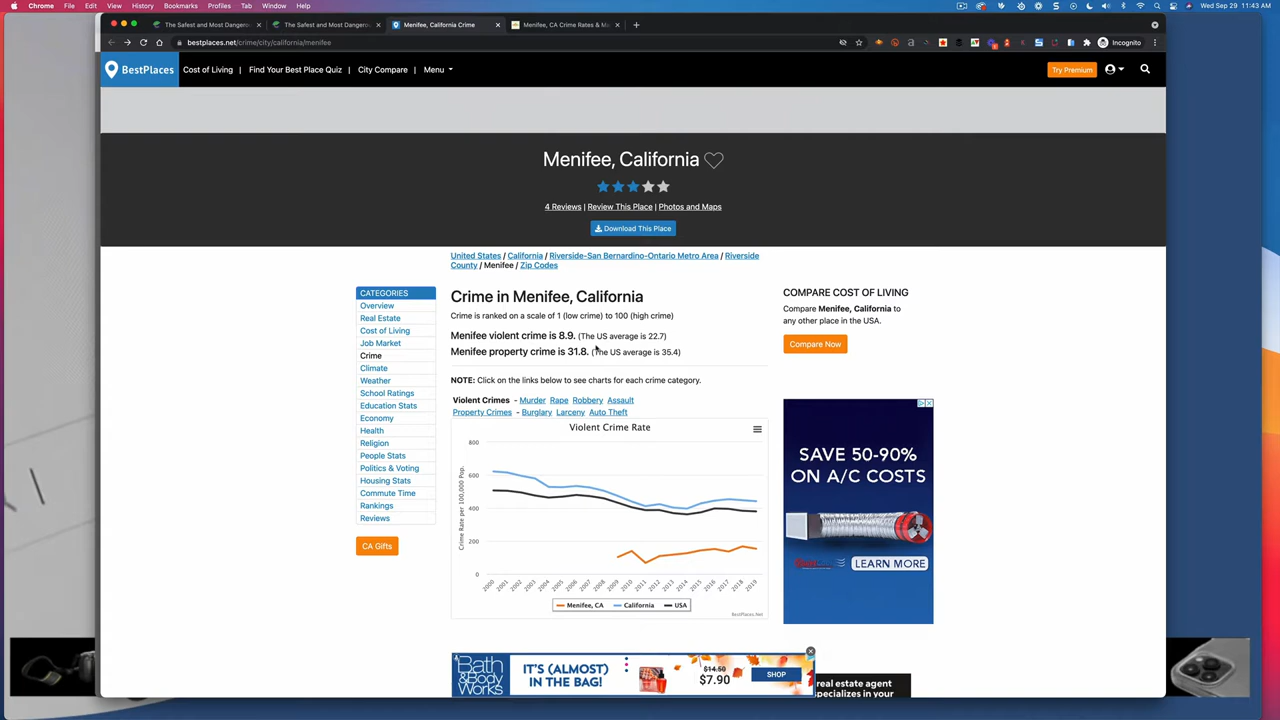 Chrome File Edit View History Bookmarks Profiles Tab Window Help
Wed Sep 29 11:43 AM
The Safest and Most Dangero
The Safest and Most Dangerou
Menifee, California Crime
Menifee, CA Crime Rates & M
bestplaces.net/crime/city/california/menifee
Incognito
BestPlaces
Cost of Living
Find Your Best Place Quiz
City Compare
Menu
Try Premium
Menifee, California
4 Reviews | Review This Place | Photos and Maps
Download This Place
United States / California / Riverside-San Bernardino-Ontario Metro Area / Riverside
County / Menifee / Zip Codes
CATEGORIES
Overview
Real Estate
Cost of Living
Job Market
Crime
Climate
Weather
School Ratings
Education Stats
Economy
Health
Religion
People Stats
Politics & Voting
Housing Stats
Commute Time
Rankings
Reviews
CA Gifts
Crime in Menifee, California
Crime is ranked on a scale of 1 (low crime) to 100 (high crime)
Menifee violent crime is 8.9. (The US average is 22.7)
Menifee property crime is 31.8. (The US average is 35.4)
NOTE: Click on the links below to see charts for each crime category.
Violent Crimes - Murder Rape Robbery Assault
Property Crimes - Burglary Larceny Auto Theft
Violent Crime Rate
Crime Rate per 100,000 Pop.
800
600
400
200
0
2000 2001 2002 2003 2004 2005 2006 2007 2008 2009 2010 2011 2012 2013 2014 2015 2016 2017 2018 2019
Menifee, CA California USA
BestPlaces.Net
COMPARE COST OF LIVING
Compare Menifee, California to
any other place in the USA.
Compare Now
SAVE 50-90%
ON A/C COSTS
LEARN MORE
Bath &
Body
Works
IT'S (ALMOST)
IN THE BAG!
$14.50
$7.90
SHOP
real estate agent
specializes in your